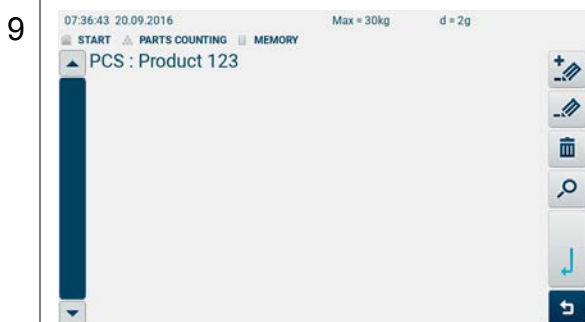 9
07:36:43 20.09.2016 Max = 30kg d = 2g
START PARTS COUNTING MEMORY
PCS : Product 123